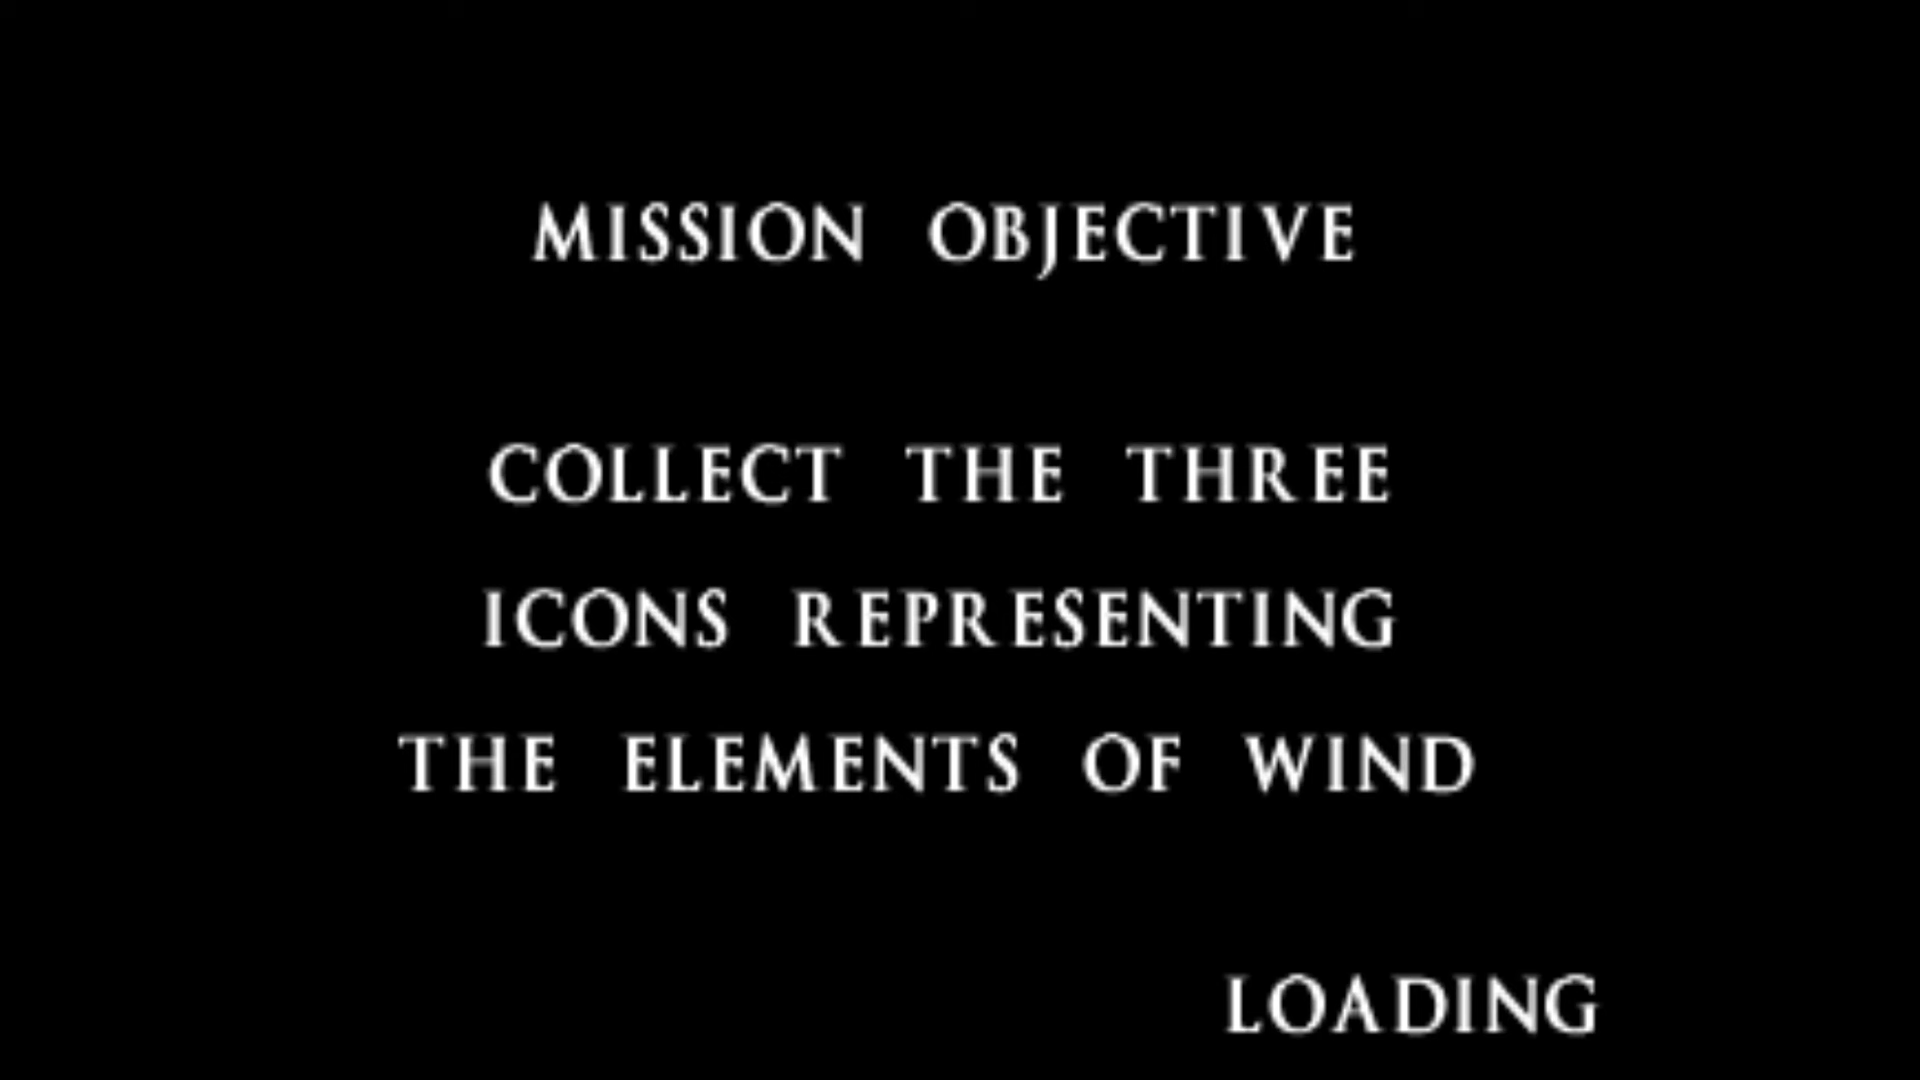 MISSION OBJECTIVE
COLLECT THE THREE
ICONS REPRESENTING
THE ELEMENTS OF WIND
LOADING